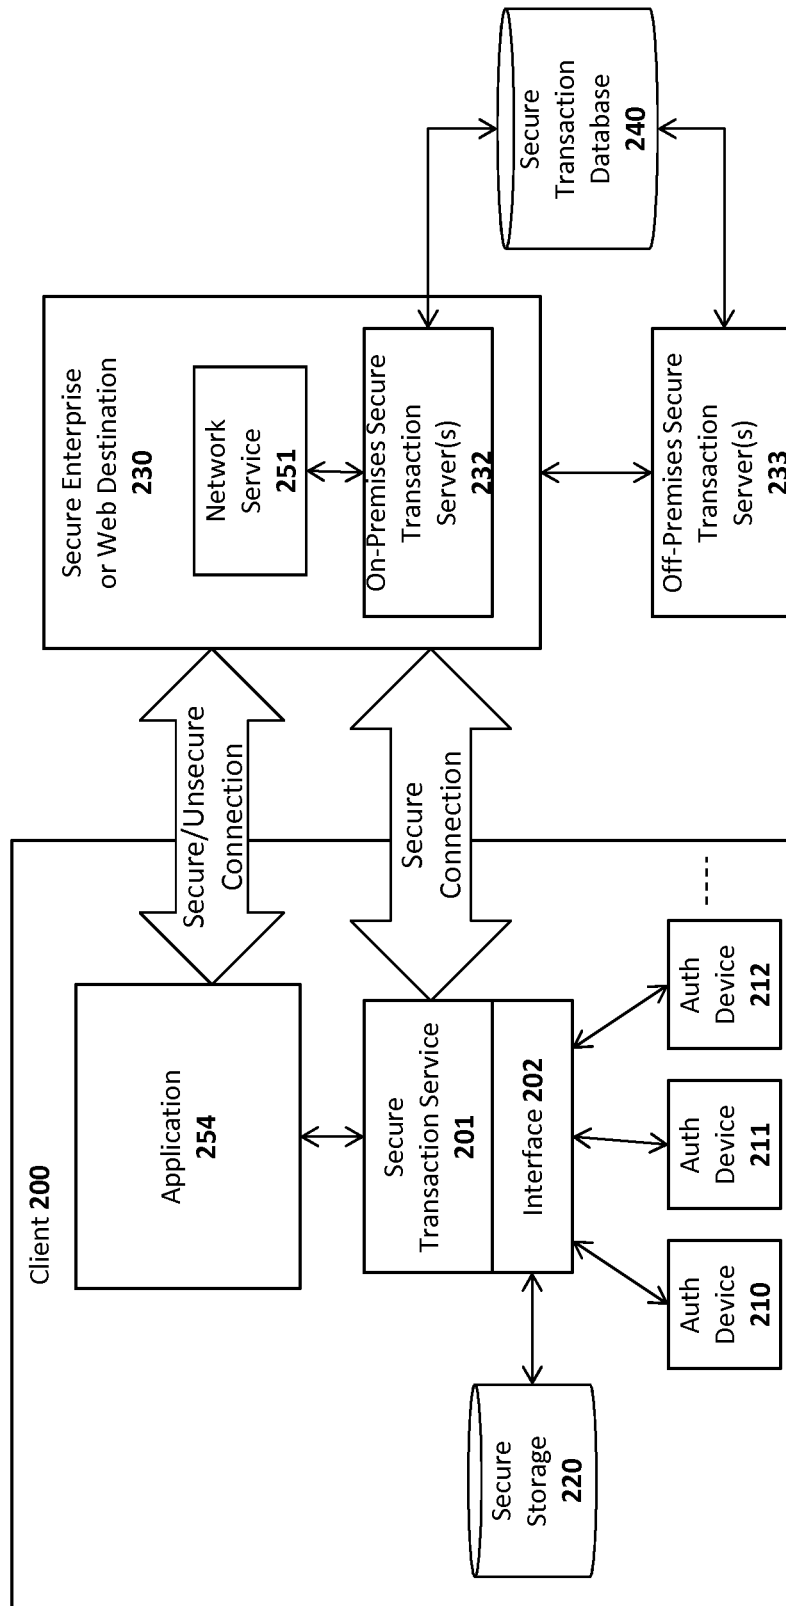 Client 200
Application
254
Secure
Transaction Service
201
Interface 202
Secure
Storage
220
Auth
Device
210
Auth
Device
211
Auth
Device
212
Secure/Unsecure
Connection
Secure
Connection
Secure Enterprise
or Web Destination
230
Network
Service
251
On-Premises Secure
Transaction
Server(s)
232
Off-Premises Secure
Transaction
Server(s)
233
Secure
Transaction
Database
240